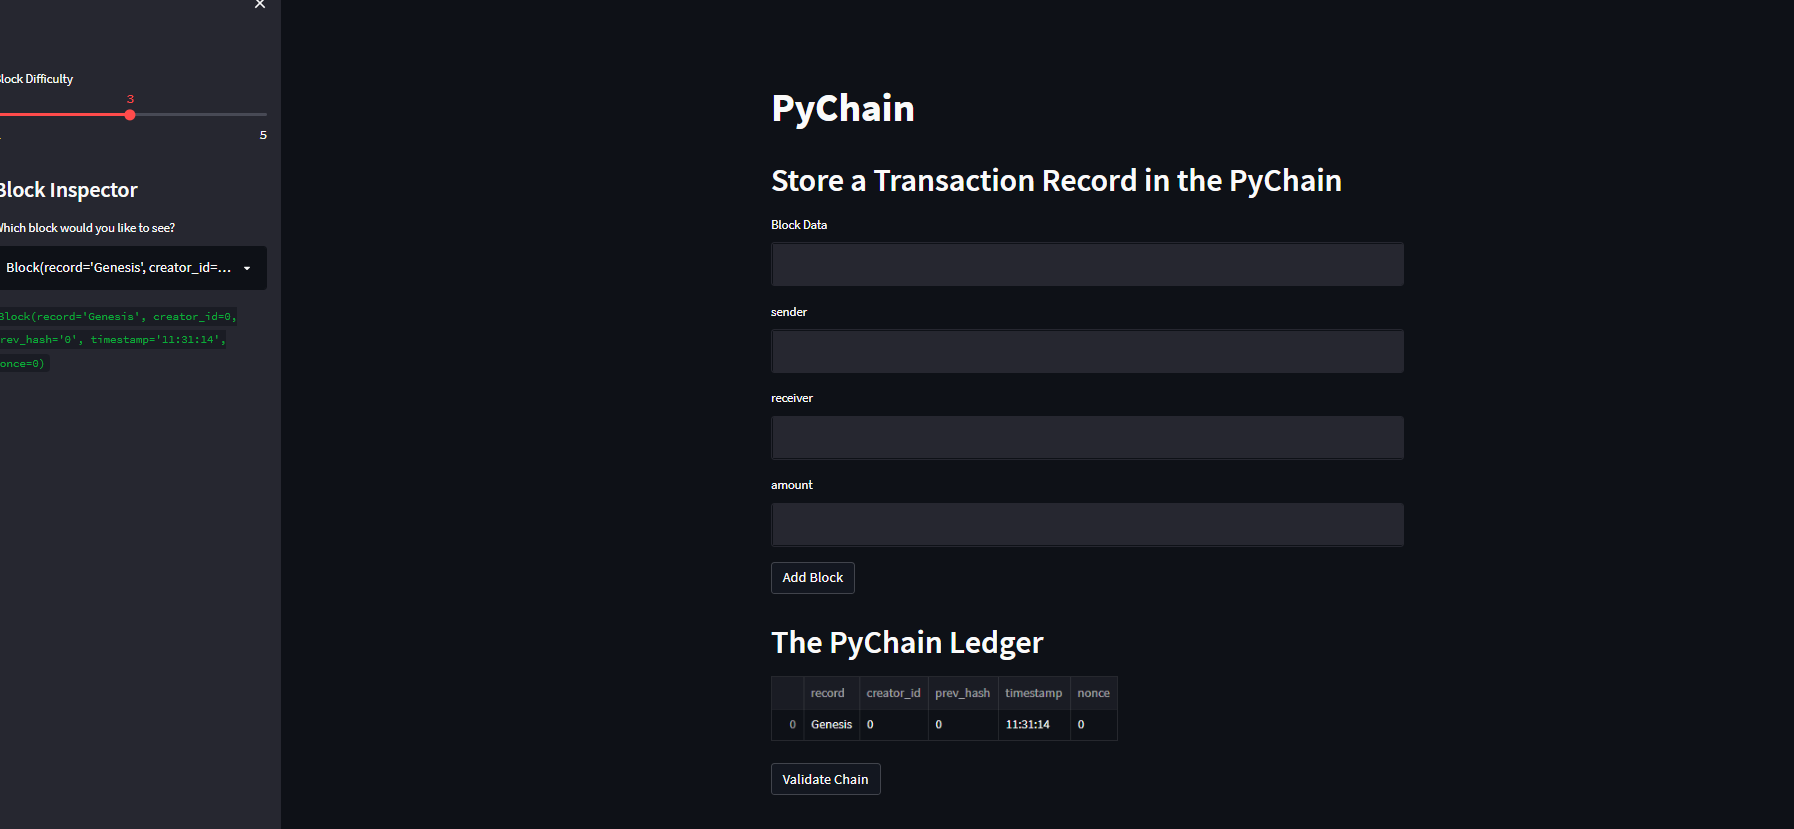 ×
Block Difficulty
3
5
Block Inspector
Which block would you like to see?
Block(record='Genesis', creator_id=...
Block(record='Genesis', creator_id=0,
rev_hash='0', timestamp='11:31:14',
once=0)
PyChain
Store a Transaction Record in the PyChain
Block Data
sender
receiver
amount
Add Block
The PyChain Ledger
record creator_id prev_hash timestamp nonce
0 Genesis 0 0 11:31:14 0
Validate Chain